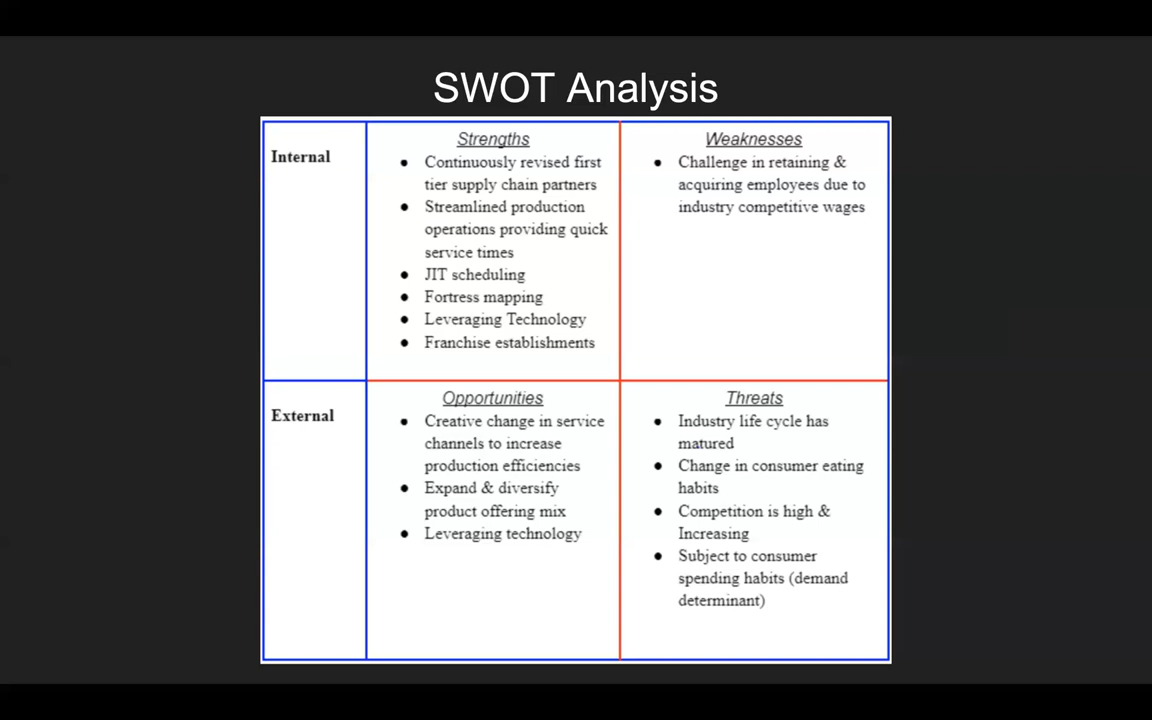 SWOT Analysis
Internal
Strengths
● Continuously revised first
tier supply chain partners
● Streamlined production
operations providing quick
service times
● JIT scheduling
● Fortress mapping
● Leveraging Technology
● Franchise establishments
Weaknesses
● Challenge in retaining &
acquiring employees due to
industry competitive wages
External
Opportunities
● Creative change in service
channels to increase
production efficiencies
● Expand & diversify
product offering mix
● Leveraging technology
Threats
● Industry life cycle has
matured
● Change in consumer eating
habits
● Competition is high &
Increasing
● Subject to consumer
spending habits (demand
determinant)